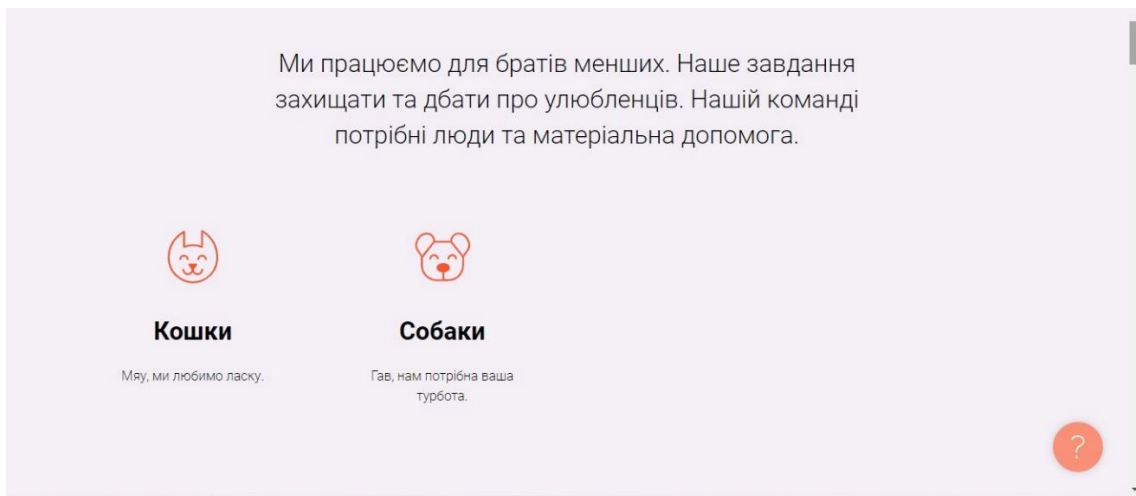 Ми працюємо для братів менших. Наше завдання
захищати та дбати про улюбленців. Нашій команді
потрібні люди та матеріальна допомога.
Кошки
Мяу, ми любимо ласку.
Собаки
Гав, нам потрібна ваша
турбота.
?